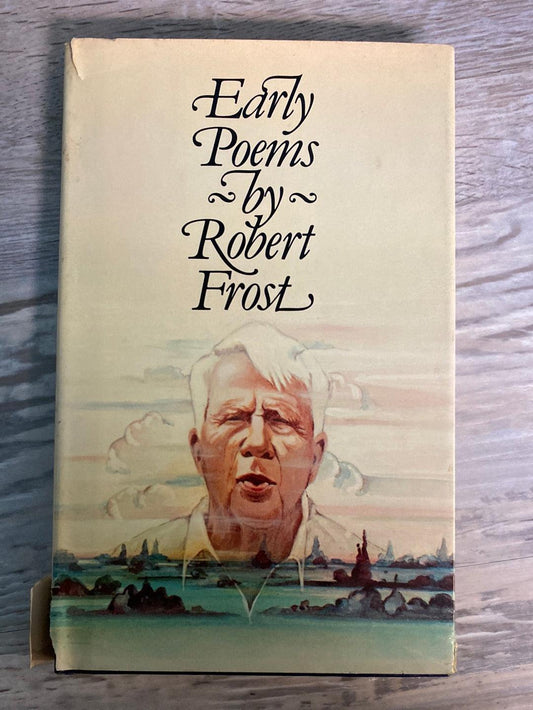 Early
Poems
~by~
Robert
Frost